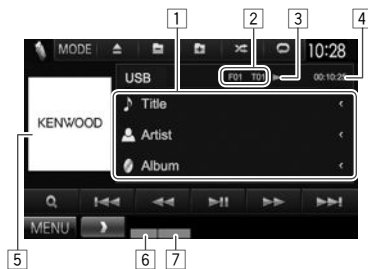 1 2 3 4
MODE 10:28
USB F01 T01 00:10:25
KENWOOD
Title
Artist
Album
MENU
5 6 7